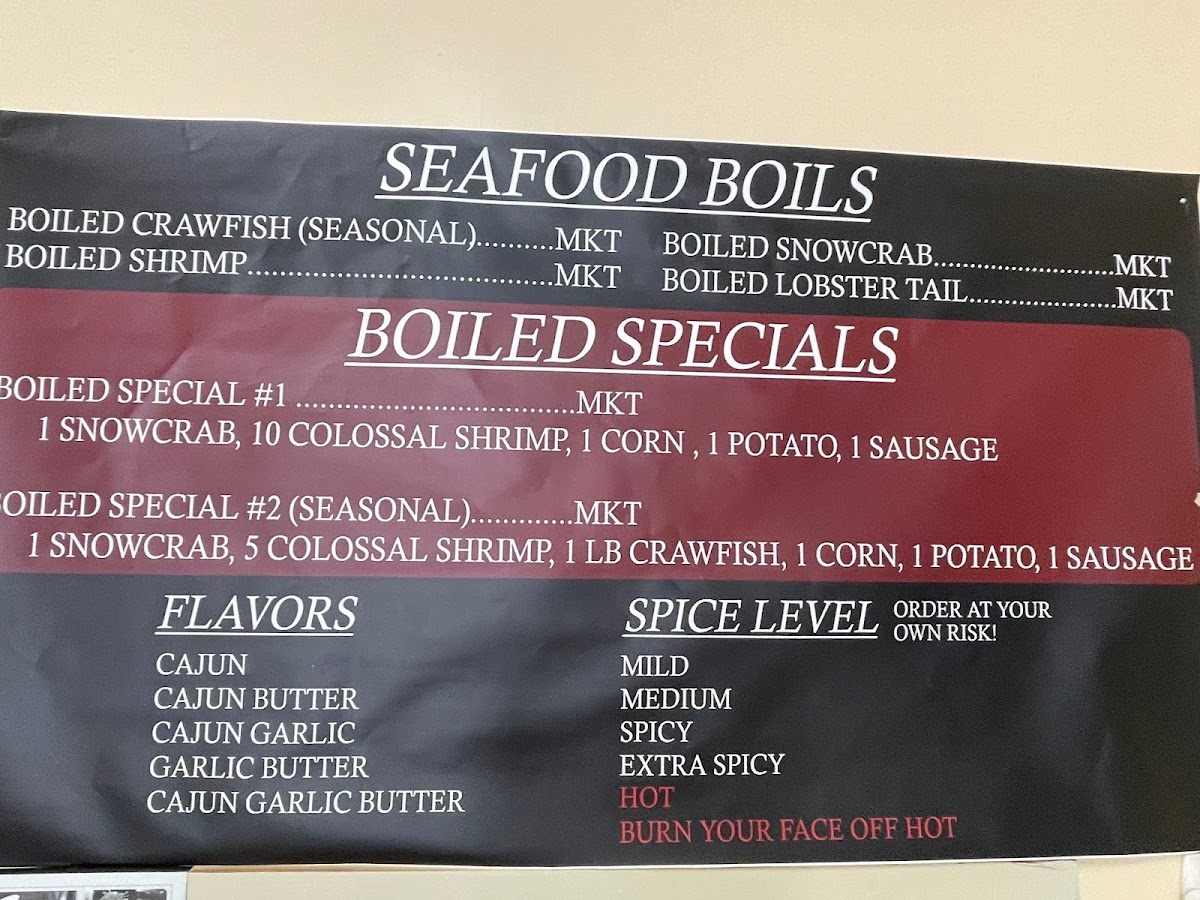 SEAFOOD BOILS
BOILED CRAWFISH (SEASONAL)..........MKT
BOILED SHRIMP......................................MKT
BOILED SNOWCRAB.......................MKT
BOILED LOBSTER TAIL...................MKT
BOILED SPECIALS
BOILED SPECIAL #1 ..................................MKT
1 SNOWCRAB, 10 COLOSSAL SHRIMP, 1 CORN , 1 POTATO, 1 SAUSAGE
BOILED SPECIAL #2 (SEASONAL).............MKT
1 SNOWCRAB, 5 COLOSSAL SHRIMP, 1 LB CRAWFISH, 1 CORN, 1 POTATO, 1 SAUSAGE
FLAVORS
CAJUN
CAJUN BUTTER
CAJUN GARLIC
GARLIC BUTTER
CAJUN GARLIC BUTTER
SPICE LEVEL
ORDER AT YOUR
OWN RISK!
MILD
MEDIUM
SPICY
EXTRA SPICY
HOT
BURN YOUR FACE OFF HOT